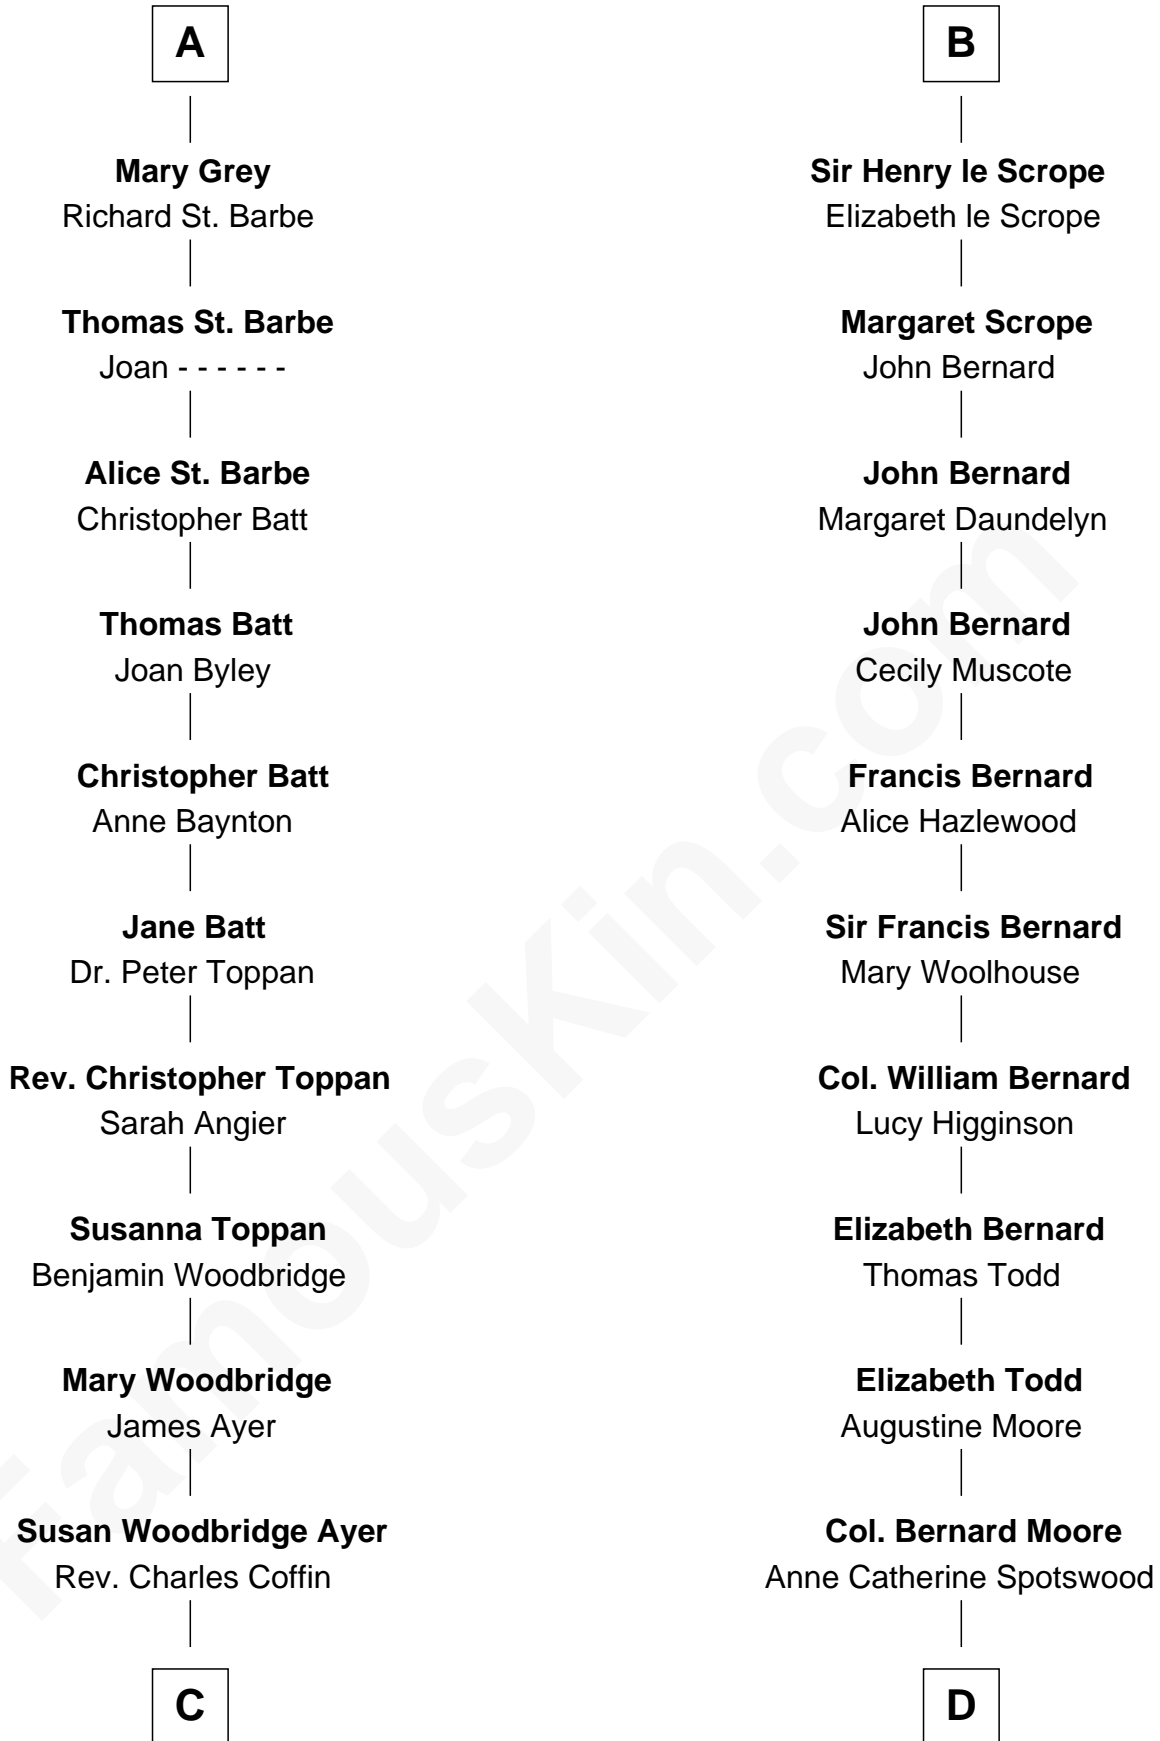 A
Mary Grey
Richard St. Barbe
Thomas St. Barbe
Joan - - - - - -
Alice St. Barbe
Christopher Batt
Thomas Batt
Joan Byley
Christopher Batt
Anne Baynton
Jane Batt
Dr. Peter Toppan
Rev. Christopher Toppan
Sarah Angier
Susanna Toppan
Benjamin Woodbridge
Mary Woodbridge
James Ayer
Susan Woodbridge Ayer
Rev. Charles Coffin
C
B
Sir Henry le Scrope
Elizabeth le Scrope
Margaret Scrope
John Bernard
John Bernard
Margaret Daundelyn
John Bernard
Cecily Muscote
Francis Bernard
Alice Hazlewood
Sir Francis Bernard
Mary Woolhouse
Col. William Bernard
Lucy Higginson
Elizabeth Bernard
Thomas Todd
Elizabeth Todd
Augustine Moore
Col. Bernard Moore
Anne Catherine Spotswood
D
FamousKin.com